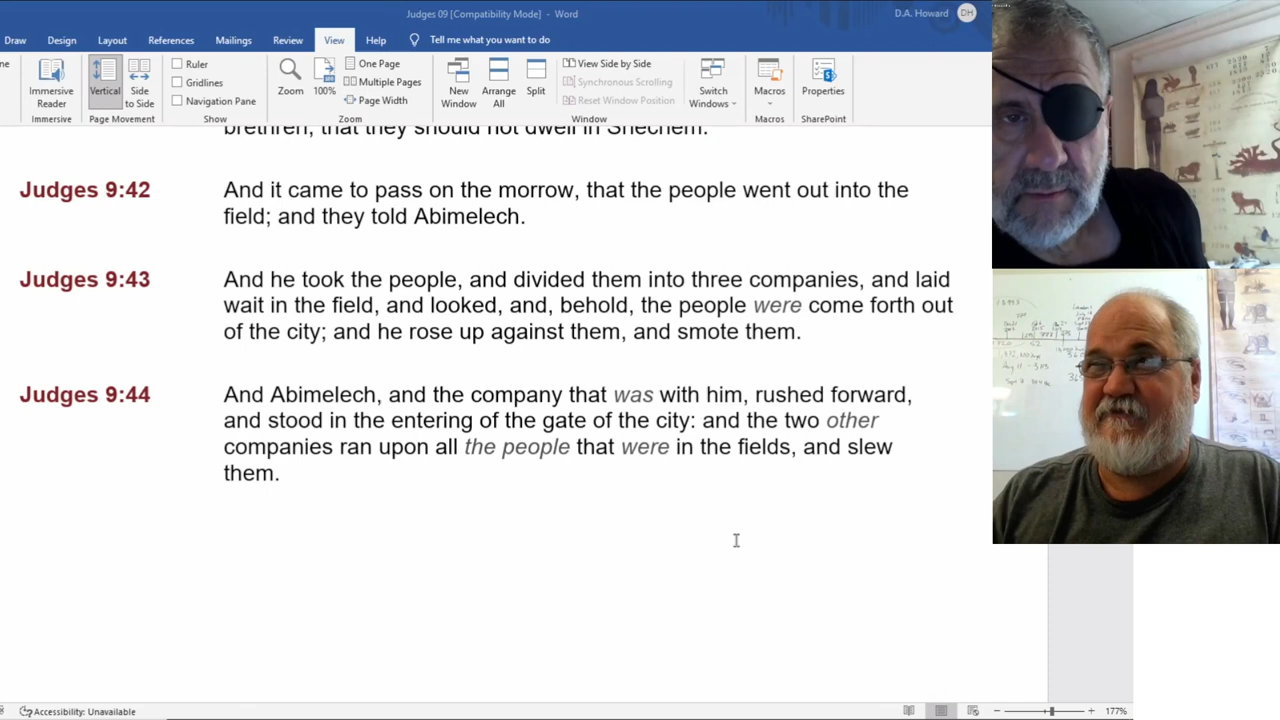 Judges 09 [Compatibility Mode] - Word
D.A. Howard DH
Draw Design Layout References Mailings Review View Help Tell me what you want to do
Immersive Reader
Immersive
Vertical
Side to Side
Page Movement
Ruler
Gridlines
Navigation Pane
Show
Zoom
100%
One Page
Multiple Pages
Page Width
Zoom
New Window
Arrange All
Split
View Side by Side
Synchronous Scrolling
Reset Window Position
Window
Switch Windows
Macros
Macros
Properties
SharePoint
brethren, that they should not dwell in Shechem.
Judges 9:42 And it came to pass on the morrow, that the people went out into the
field; and they told Abimelech.
Judges 9:43 And he took the people, and divided them into three companies, and laid
wait in the field, and looked, and, behold, the people were come forth out
of the city; and he rose up against them, and smote them.
Judges 9:44 And Abimelech, and the company that was with him, rushed forward,
and stood in the entering of the gate of the city: and the two other
companies ran upon all the people that were in the fields, and slew
them.
Accessibility: Unavailable
177%